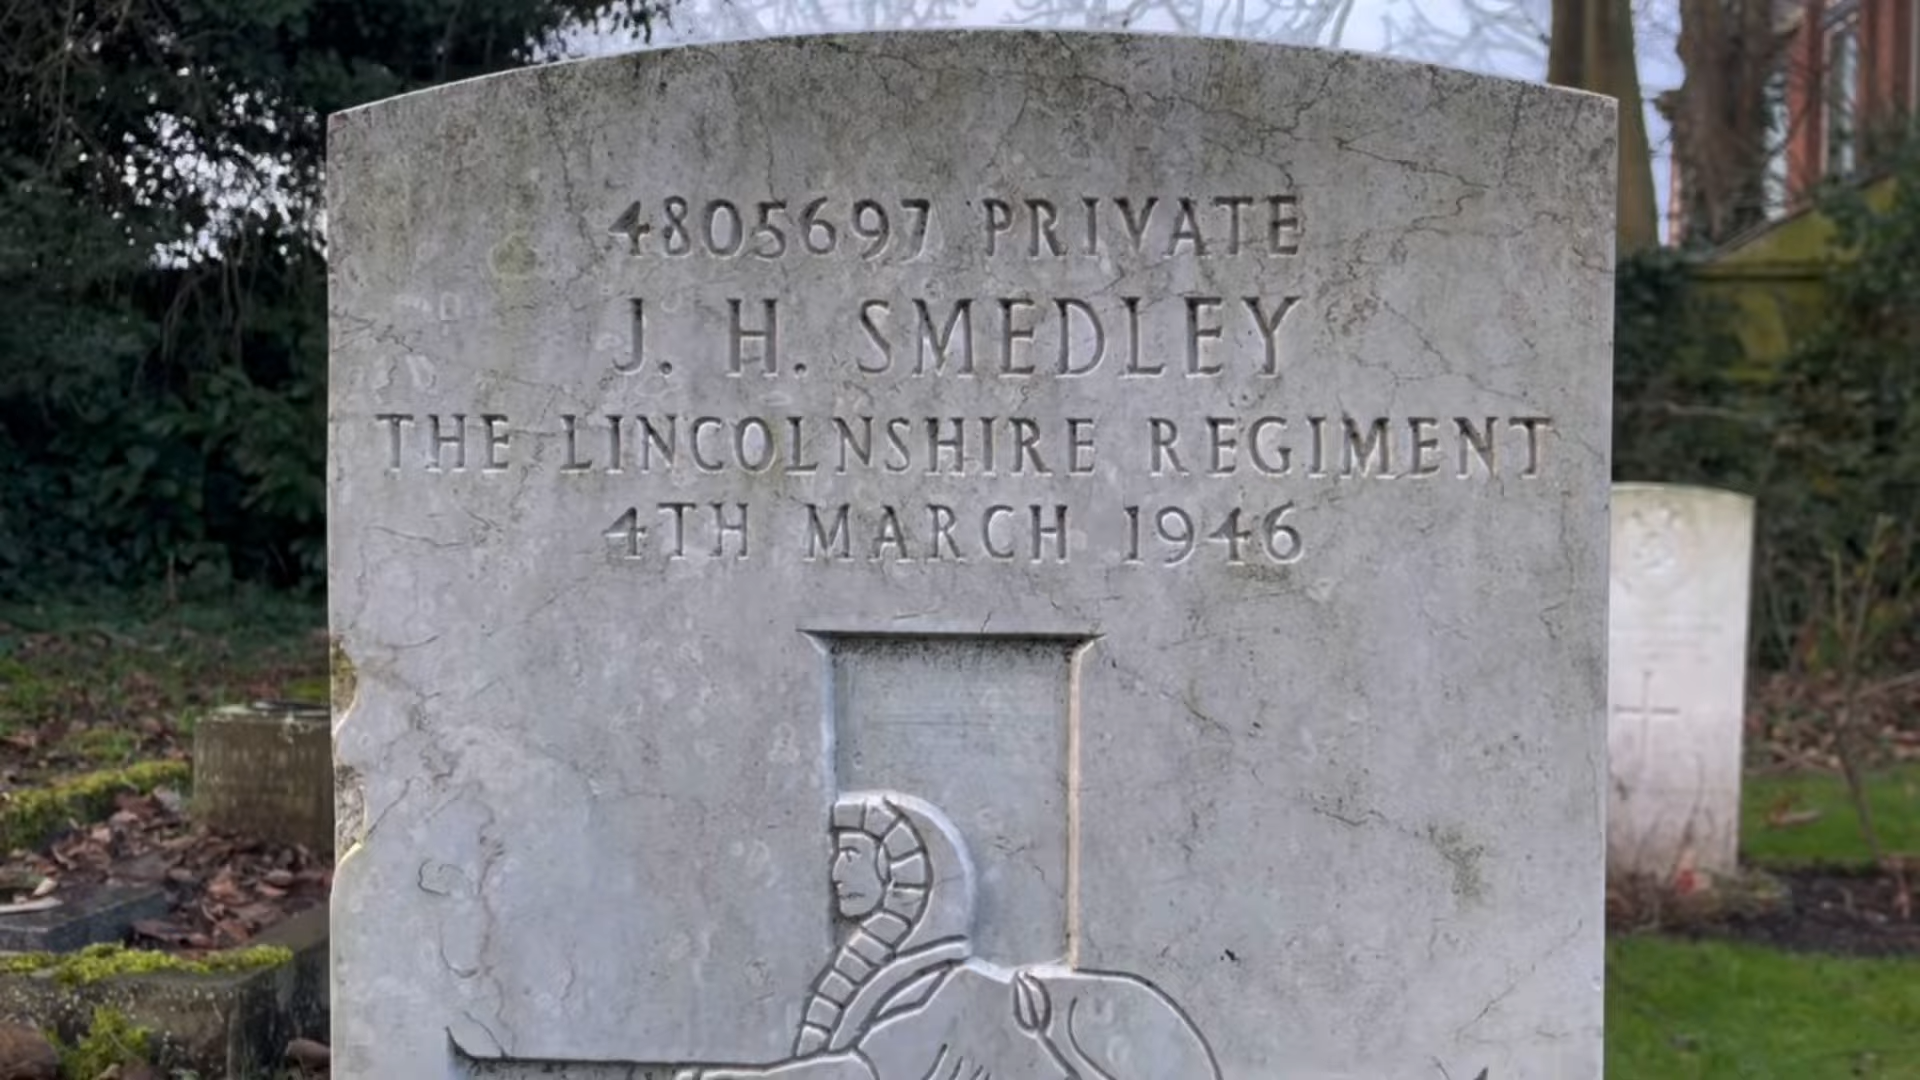 4805697 PRIVATE
J. H. SMEDLEY
THE LINCOLNSHIRE REGIMENT
4TH MARCH 1946